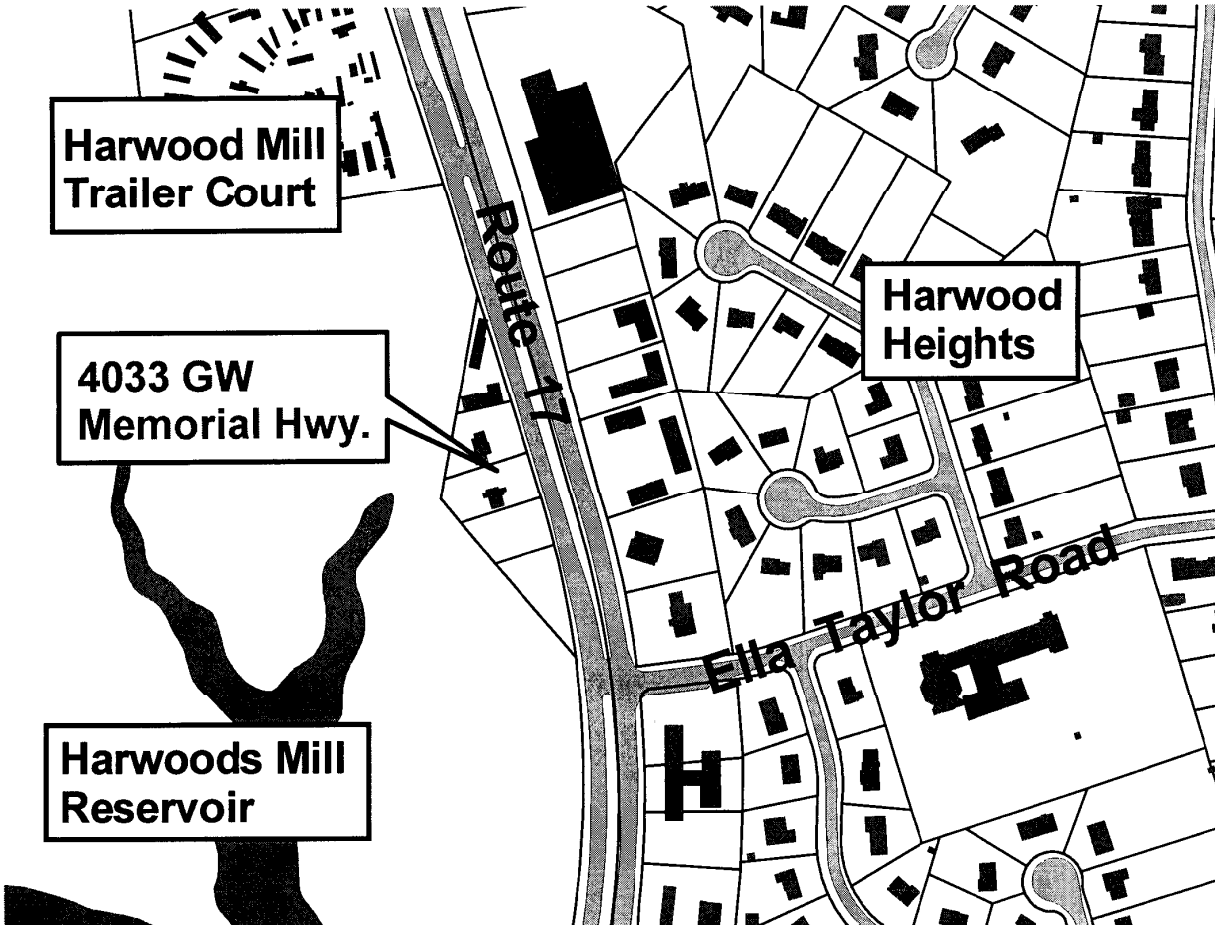 Harwood Mill
Trailer Court
Route 17
Harwood
Heights
4033 GW
Memorial Hwy.
Ella Taylor Road
Harwoods Mill
Reservoir